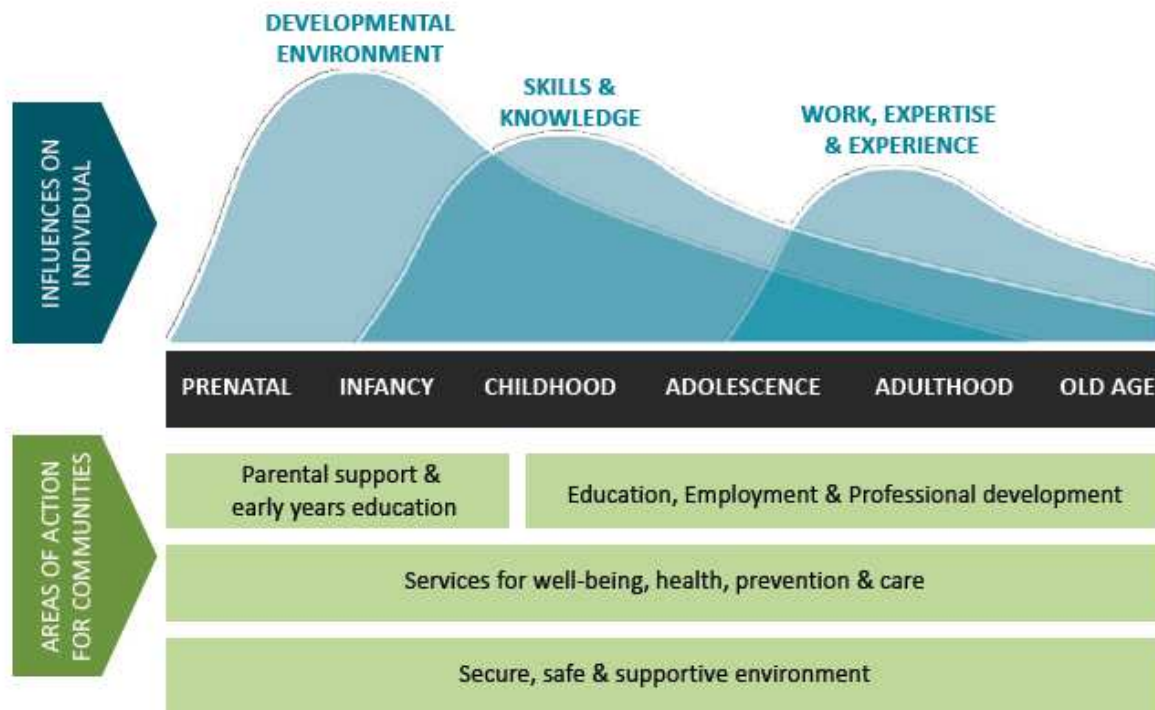 DEVELOPMENTAL
ENVIRONMENT
SKILLS &
KNOWLEDGE
WORK, EXPERTISE
& EXPERIENCE
INFLUENCES ON
INDIVIDUAL
PRENATAL INFANCY CHILDHOOD ADOLESCENCE ADULTHOOD OLD AGE
AREAS OF ACTION
FOR COMMUNITIES
Parental support &
early years education
Education, Employment & Professional development
Services for well-being, health, prevention & care
Secure, safe & supportive environment